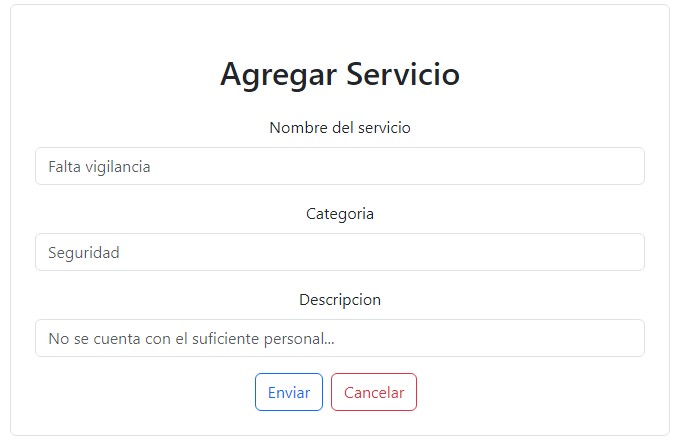 Agregar Servicio
Nombre del servicio
Falta vigilancia
Categoria
Seguridad
Descripcion
No se cuenta con el suficiente personal...
Enviar
Cancelar